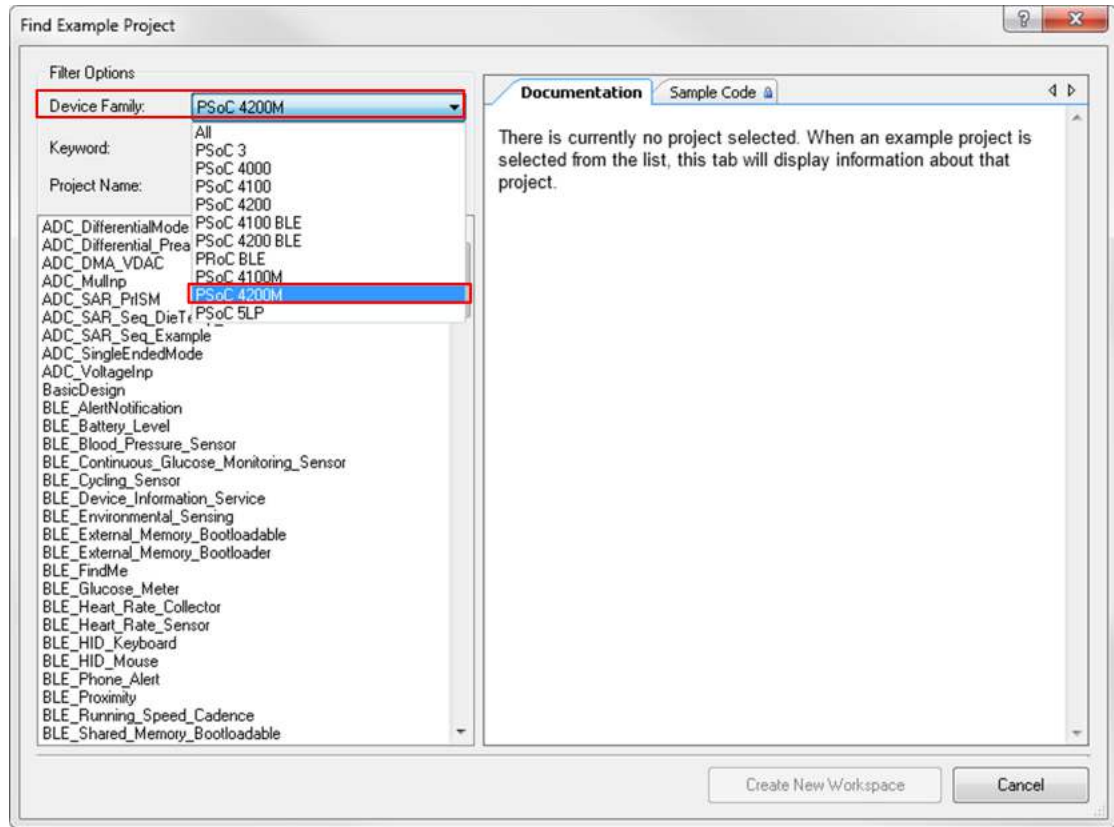 Find Example Project
Filter Options
Device Family:
PSoC 4200M
Keyword:
Project Name:
All
PSoC 3
PSoC 4000
PSoC 4100
PSoC 4200
PSoC 4100 BLE
PSoC 4200 BLE
PRoC BLE
PSoC 4100M
PSoC 4200M
PSoC 5LP
ADC_DifferentialMode
ADC_Differential_Prea
ADC_DMA_VDAC
ADC_MulInp
ADC_SAR_PrISM
ADC_SAR_Seq_DieTe
ADC_SAR_Seq_Example
ADC_SingleEndedMode
ADC_VoltageInp
BasicDesign
BLE_AlertNotification
BLE_Battery_Level
BLE_Blood_Pressure_Sensor
BLE_Continuous_Glucose_Monitoring_Sensor
BLE_Cycling_Sensor
BLE_Device_Information_Service
BLE_Environmental_Sensing
BLE_External_Memory_Bootloadable
BLE_External_Memory_Bootloader
BLE_FindMe
BLE_Glucose_Meter
BLE_Heart_Rate_Collector
BLE_Heart_Rate_Sensor
BLE_HID_Keyboard
BLE_HID_Mouse
BLE_Phone_Alert
BLE_Proximity
BLE_Running_Speed_Cadence
BLE_Shared_Memory_Bootloadable
Documentation
Sample Code
There is currently no project selected. When an example project is
selected from the list, this tab will display information about that
project.
Create New Workspace
Cancel